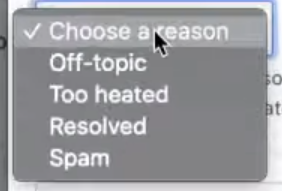 ✓ Choose a reason
Off-topic
Too heated
Resolved
Spam